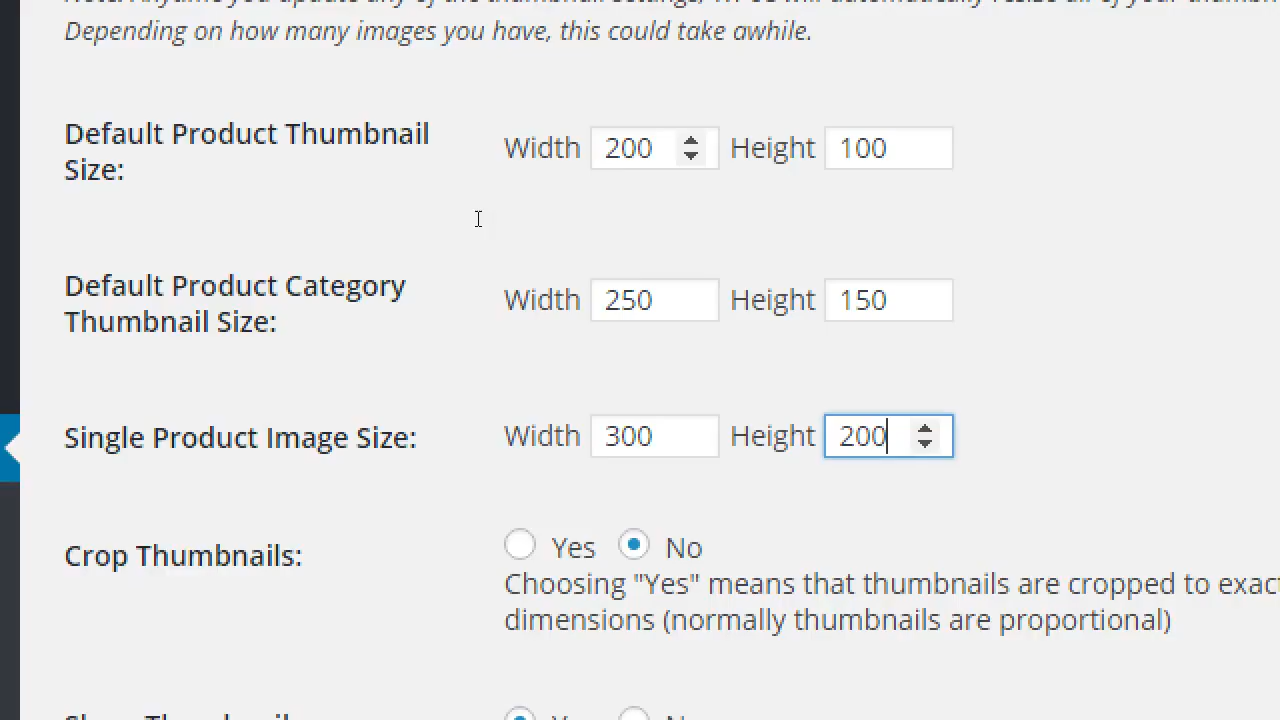 Depending on how many images you have, this could take awhile.
Default Product Thumbnail
Size:
Width 200 Height 100
Default Product Category
Thumbnail Size:
Width 250 Height 150
Single Product Image Size:
Width 300 Height 200
Crop Thumbnails:
Yes No
Choosing "Yes" means that thumbnails are cropped to exact
dimensions (normally thumbnails are proportional)